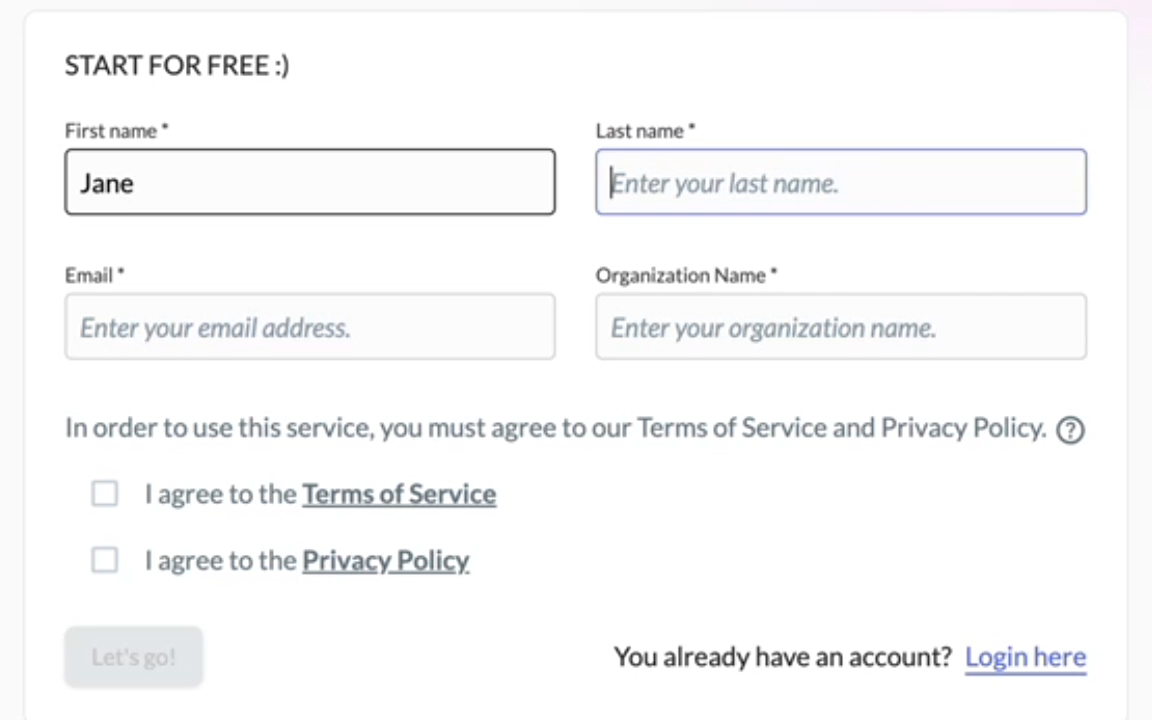 START FOR FREE :)
First name * Last name *
Jane Enter your last name.
Email * Organization Name *
Enter your email address. Enter your organization name.
In order to use this service, you must agree to our Terms of Service and Privacy Policy. ?
I agree to the Terms of Service
I agree to the Privacy Policy
Let's go! You already have an account? Login here